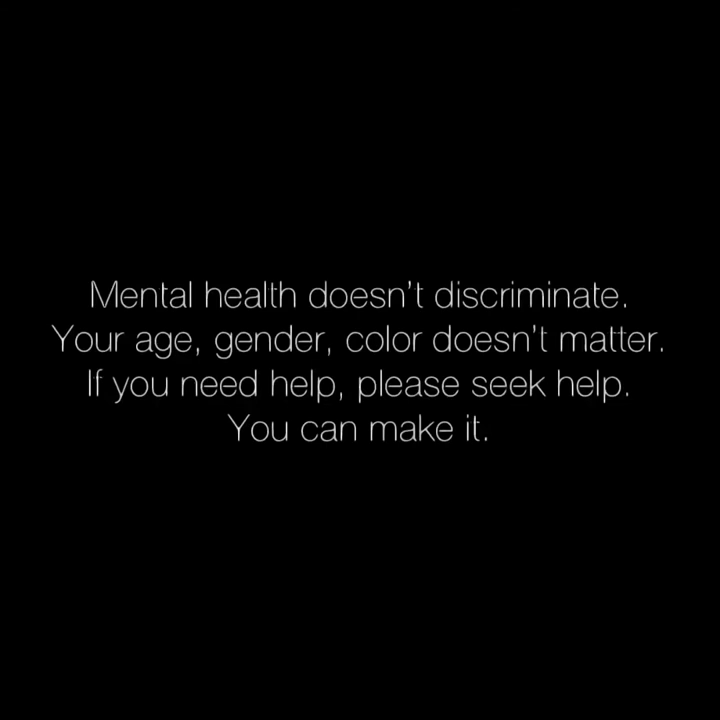 Mental health doesn't discriminate.
Your age, gender, color doesn't matter.
If you need help, please seek help.
You can make it.